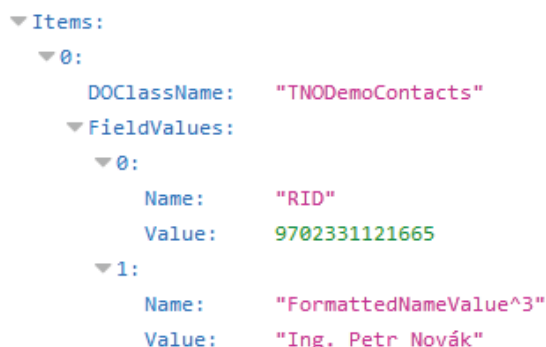 Items:
0:
DOClassName: "TNODemoContacts"
FieldValues:
0:
Name: "RID"
Value: 9702331121665
1:
Name: "FormattedNameValue^3"
Value: "Ing. Petr Novák"